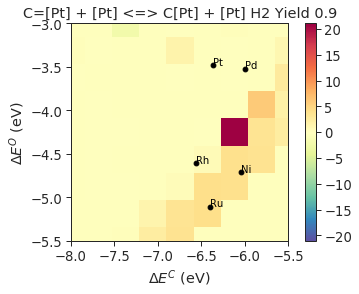 C=[Pt] + [Pt] <=> C[Pt] + [Pt] H2 Yield 0.9
ΔE^O (eV)
−3.0
−3.5
−4.0
−4.5
−5.0
−5.5
Pt
Pd
Rh
Ni
Ru
−8.0 −7.5 −7.0 −6.5 −6.0 −5.5
ΔE^C (eV)
20
15
10
5
0
−5
−10
−15
−20